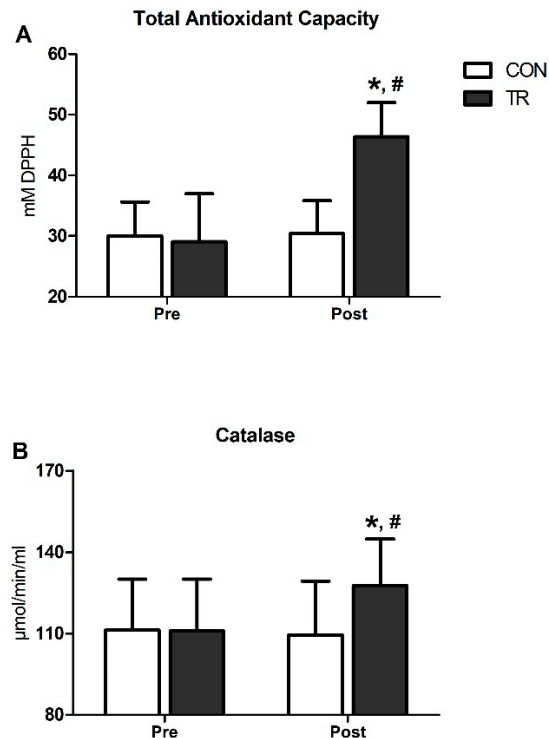 Total Antioxidant Capacity
A
60
50
40
30
20
mM DPPH
*, #
CON
TR
Pre
Post
Catalase
B
170
140
110
80
µmol/min/ml
*, #
Pre
Post